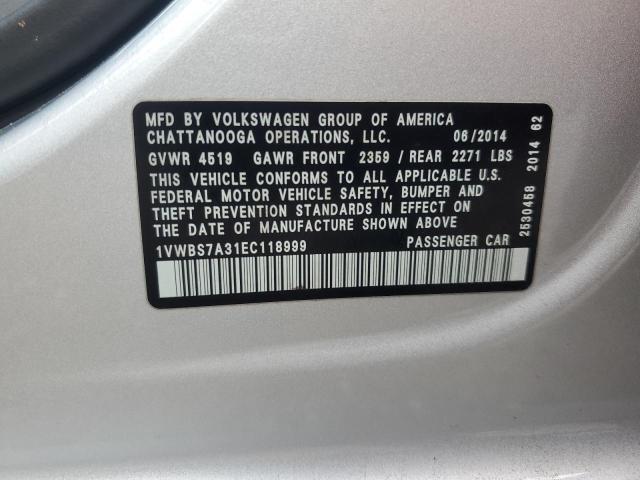 MFD BY VOLKSWAGEN GROUP OF AMERICA
CHATTANOOGA OPERATIONS, LLC. 06/2014
GVWR 4519 GAWR FRONT 2359 / REAR 2271 LBS
THIS VEHICLE CONFORMS TO ALL APPLICABLE U.S.
FEDERAL MOTOR VEHICLE SAFETY, BUMPER AND
THEFT PREVENTION STANDARDS IN EFFECT ON
THE DATE OF MANUFACTURE SHOWN ABOVE
1VWBS7A31EC118999 PASSENGER CAR
2530458 2014 62